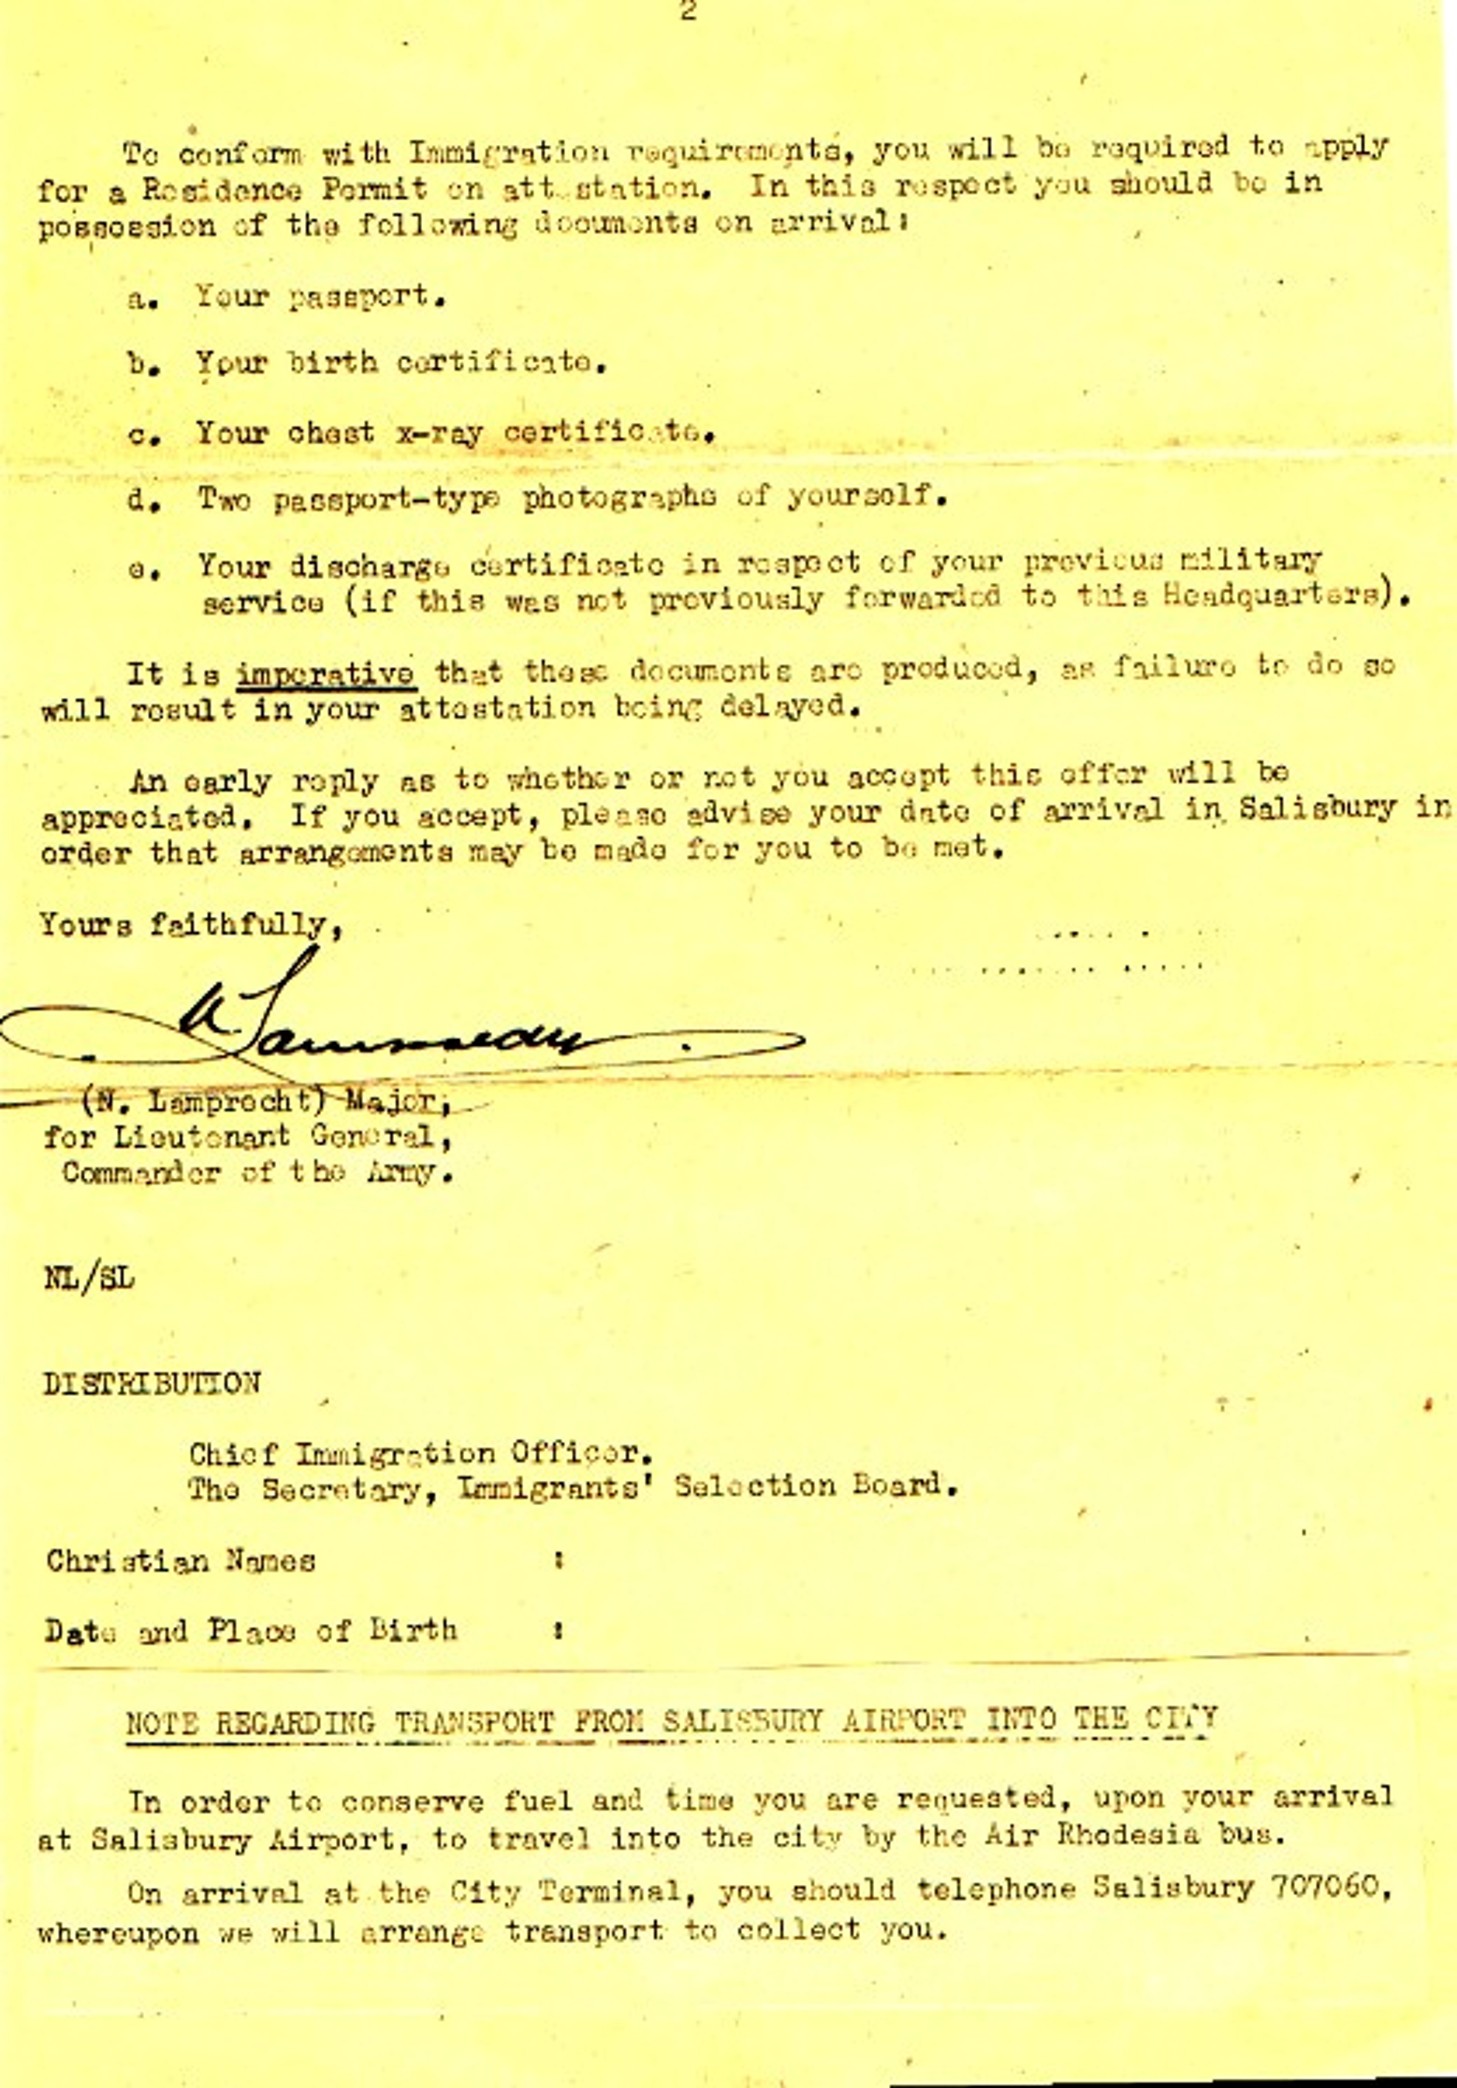 2
To conform with Immigration requirements, you will be required to apply
for a Residence Permit on attestation. In this respect you should be in
possession of the following documents on arrival:
a. Your passport.
b. Your birth certificate.
c. Your chest x-ray certificate.
d. Two passport-type photographs of yourself.
e. Your discharge certificate in respect of your previous military
service (if this was not previously forwarded to this Headquarters).
It is imperative that these documents are produced, as failure to do so
will result in your attestation being delayed.
An early reply as to whether or not you accept this offer will be
appreciated. If you accept, please advise your date of arrival in Salisbury in
order that arrangements may be made for you to be met.
Yours faithfully,
(N. Lamprecht) Major,
for Lieutenant General,
Commander of the Army.
NL/SL
DISTRIBUTION
Chief Immigration Officer.
The Secretary, Immigrants' Selection Board.
Christian Names :
Date and Place of Birth :
NOTE REGARDING TRANSPORT FROM SALISBURY AIRPORT INTO THE CITY
In order to conserve fuel and time you are requested, upon your arrival
at Salisbury Airport, to travel into the city by the Air Rhodesia bus.
On arrival at the City Terminal, you should telephone Salisbury 707060,
whereupon we will arrange transport to collect you.